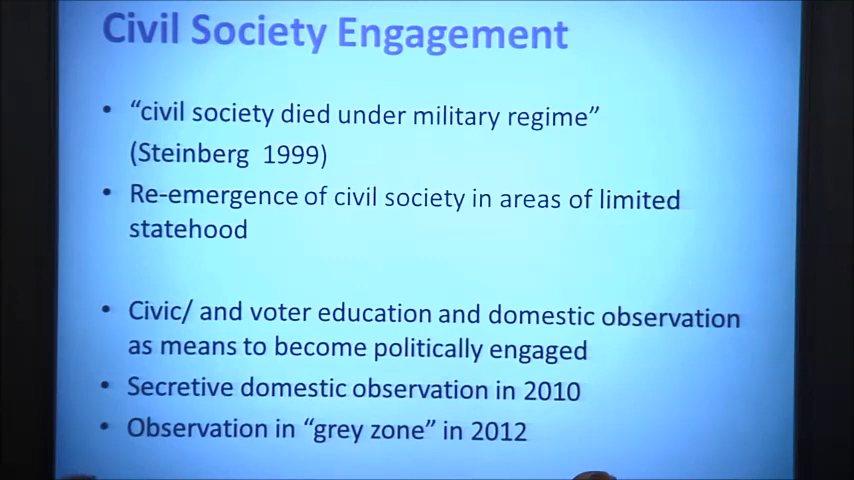 Civil Society Engagement
• “civil society died under military regime”
(Steinberg 1999)
• Re-emergence of civil society in areas of limited
statehood
• Civic/ and voter education and domestic observation
as means to become politically engaged
• Secretive domestic observation in 2010
• Observation in “grey zone” in 2012